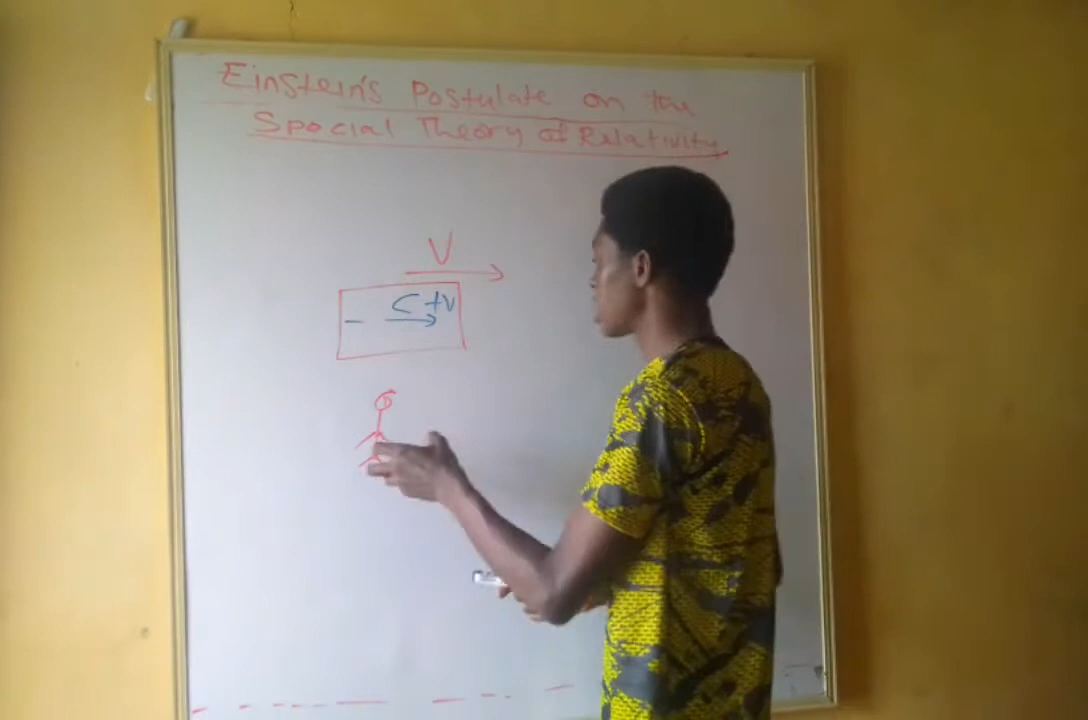 Einstein's Postulate on the
Special Theory of Relativity
V
C +V